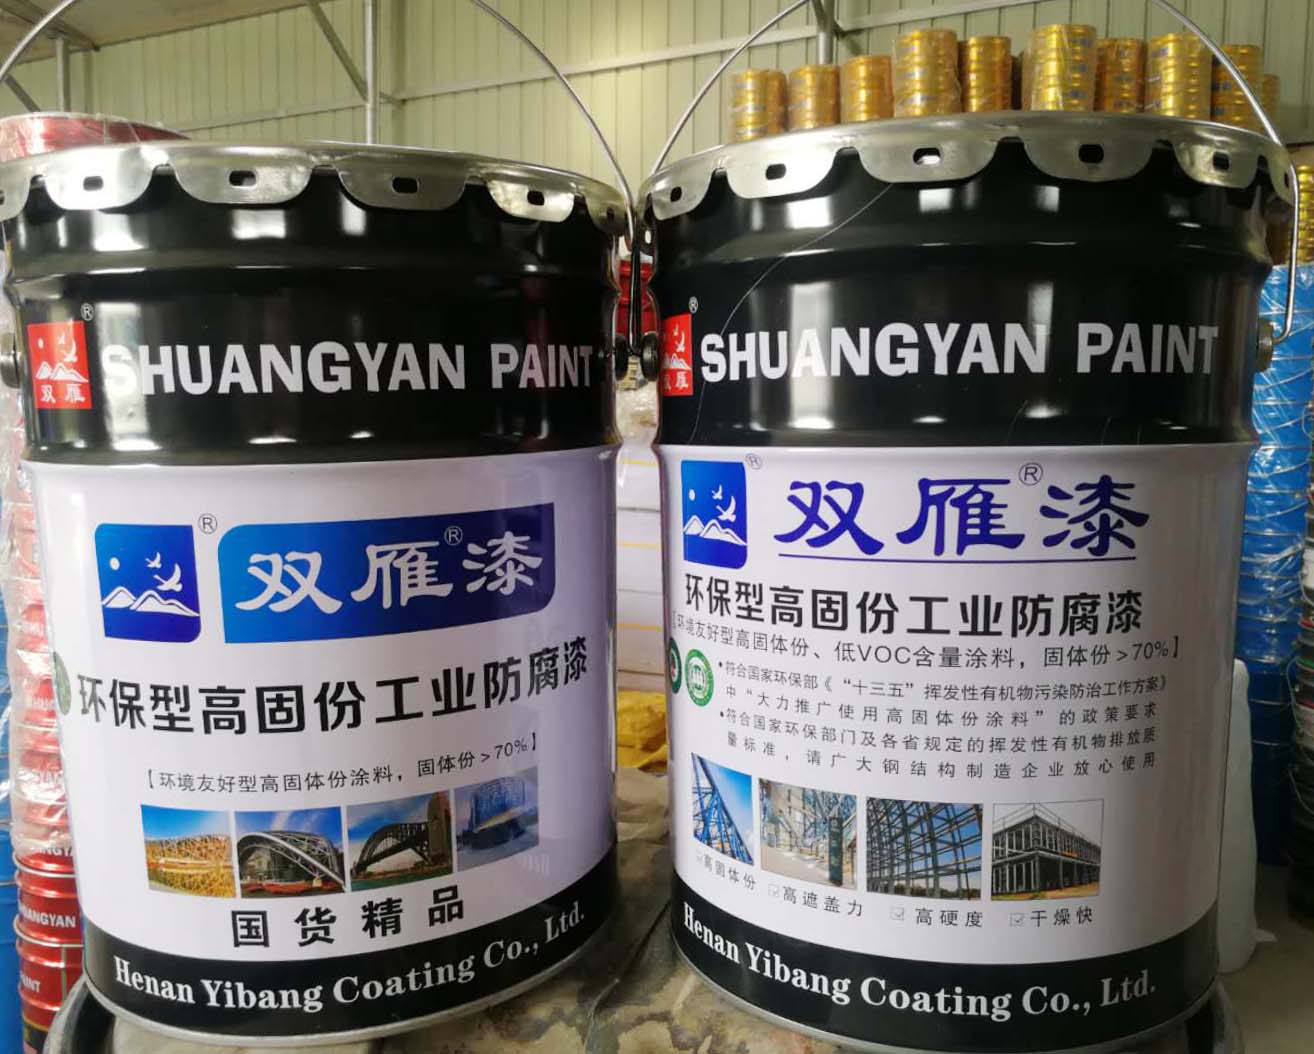 ®
双雁
SHUANGYAN PAINT
®
双雁®漆
环保型高固份工业防腐漆
【环境友好型高固体份涂料，固体份>70%】
国货精品
Henan Yibang Coating Co., Ltd.
®
双雁
SHUANGYAN PAINT
®
双雁®漆
环保型高固份工业防腐漆
【环境友好型高固体份、低VOC含量涂料，固体份>70%】
•符合国家环保部《“十三五”挥发性有机物污染防治工作方案》
中“大力推广使用高固体份涂料”的政策要求
•符合国家环保部门及各省规定的挥发性有机物排放质
量标准，请广大钢结构制造企业放心使用
☑高固体份 ☑高遮盖力 ☑高硬度 ☑干燥快
Henan Yibang Coating Co., Ltd.